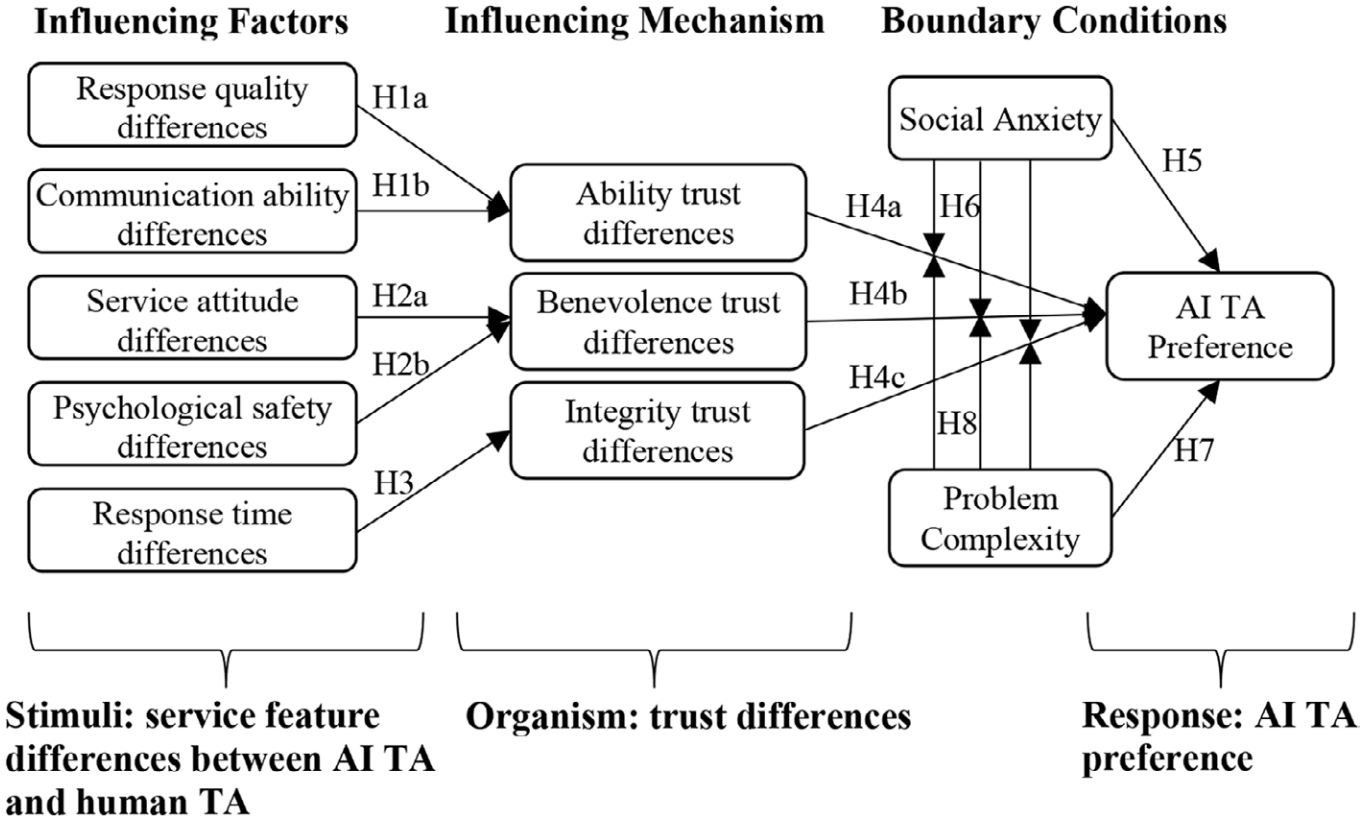 Influencing Factors
Influencing Mechanism
Boundary Conditions
Response quality
differences
Communication ability
differences
Service attitude
differences
Psychological safety
differences
Response time
differences
H1a
H1b
H2a
H2b
H3
Ability trust
differences
Benevolence trust
differences
Integrity trust
differences
H4a
H4b
H4c
Social Anxiety
H6
H8
Problem
Complexity
H5
H7
AI TA
Preference
Stimuli: service feature
differences between AI TA
and human TA
Organism: trust differences
Response: AI TA
preference